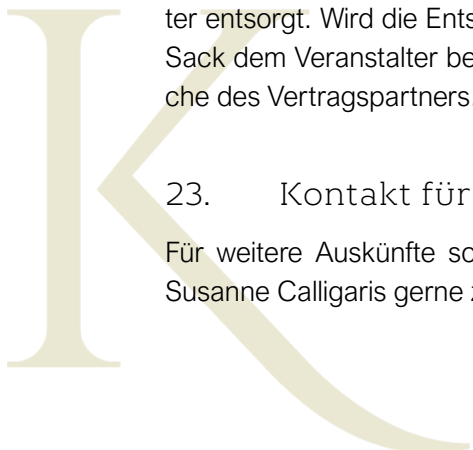 ter entsorgt. Wird die Ents
Sack dem Veranstalter be
che des Vertragspartners
23. Kontakt für
Für weitere Auskünfte so
Susanne Calligaris gerne z
K